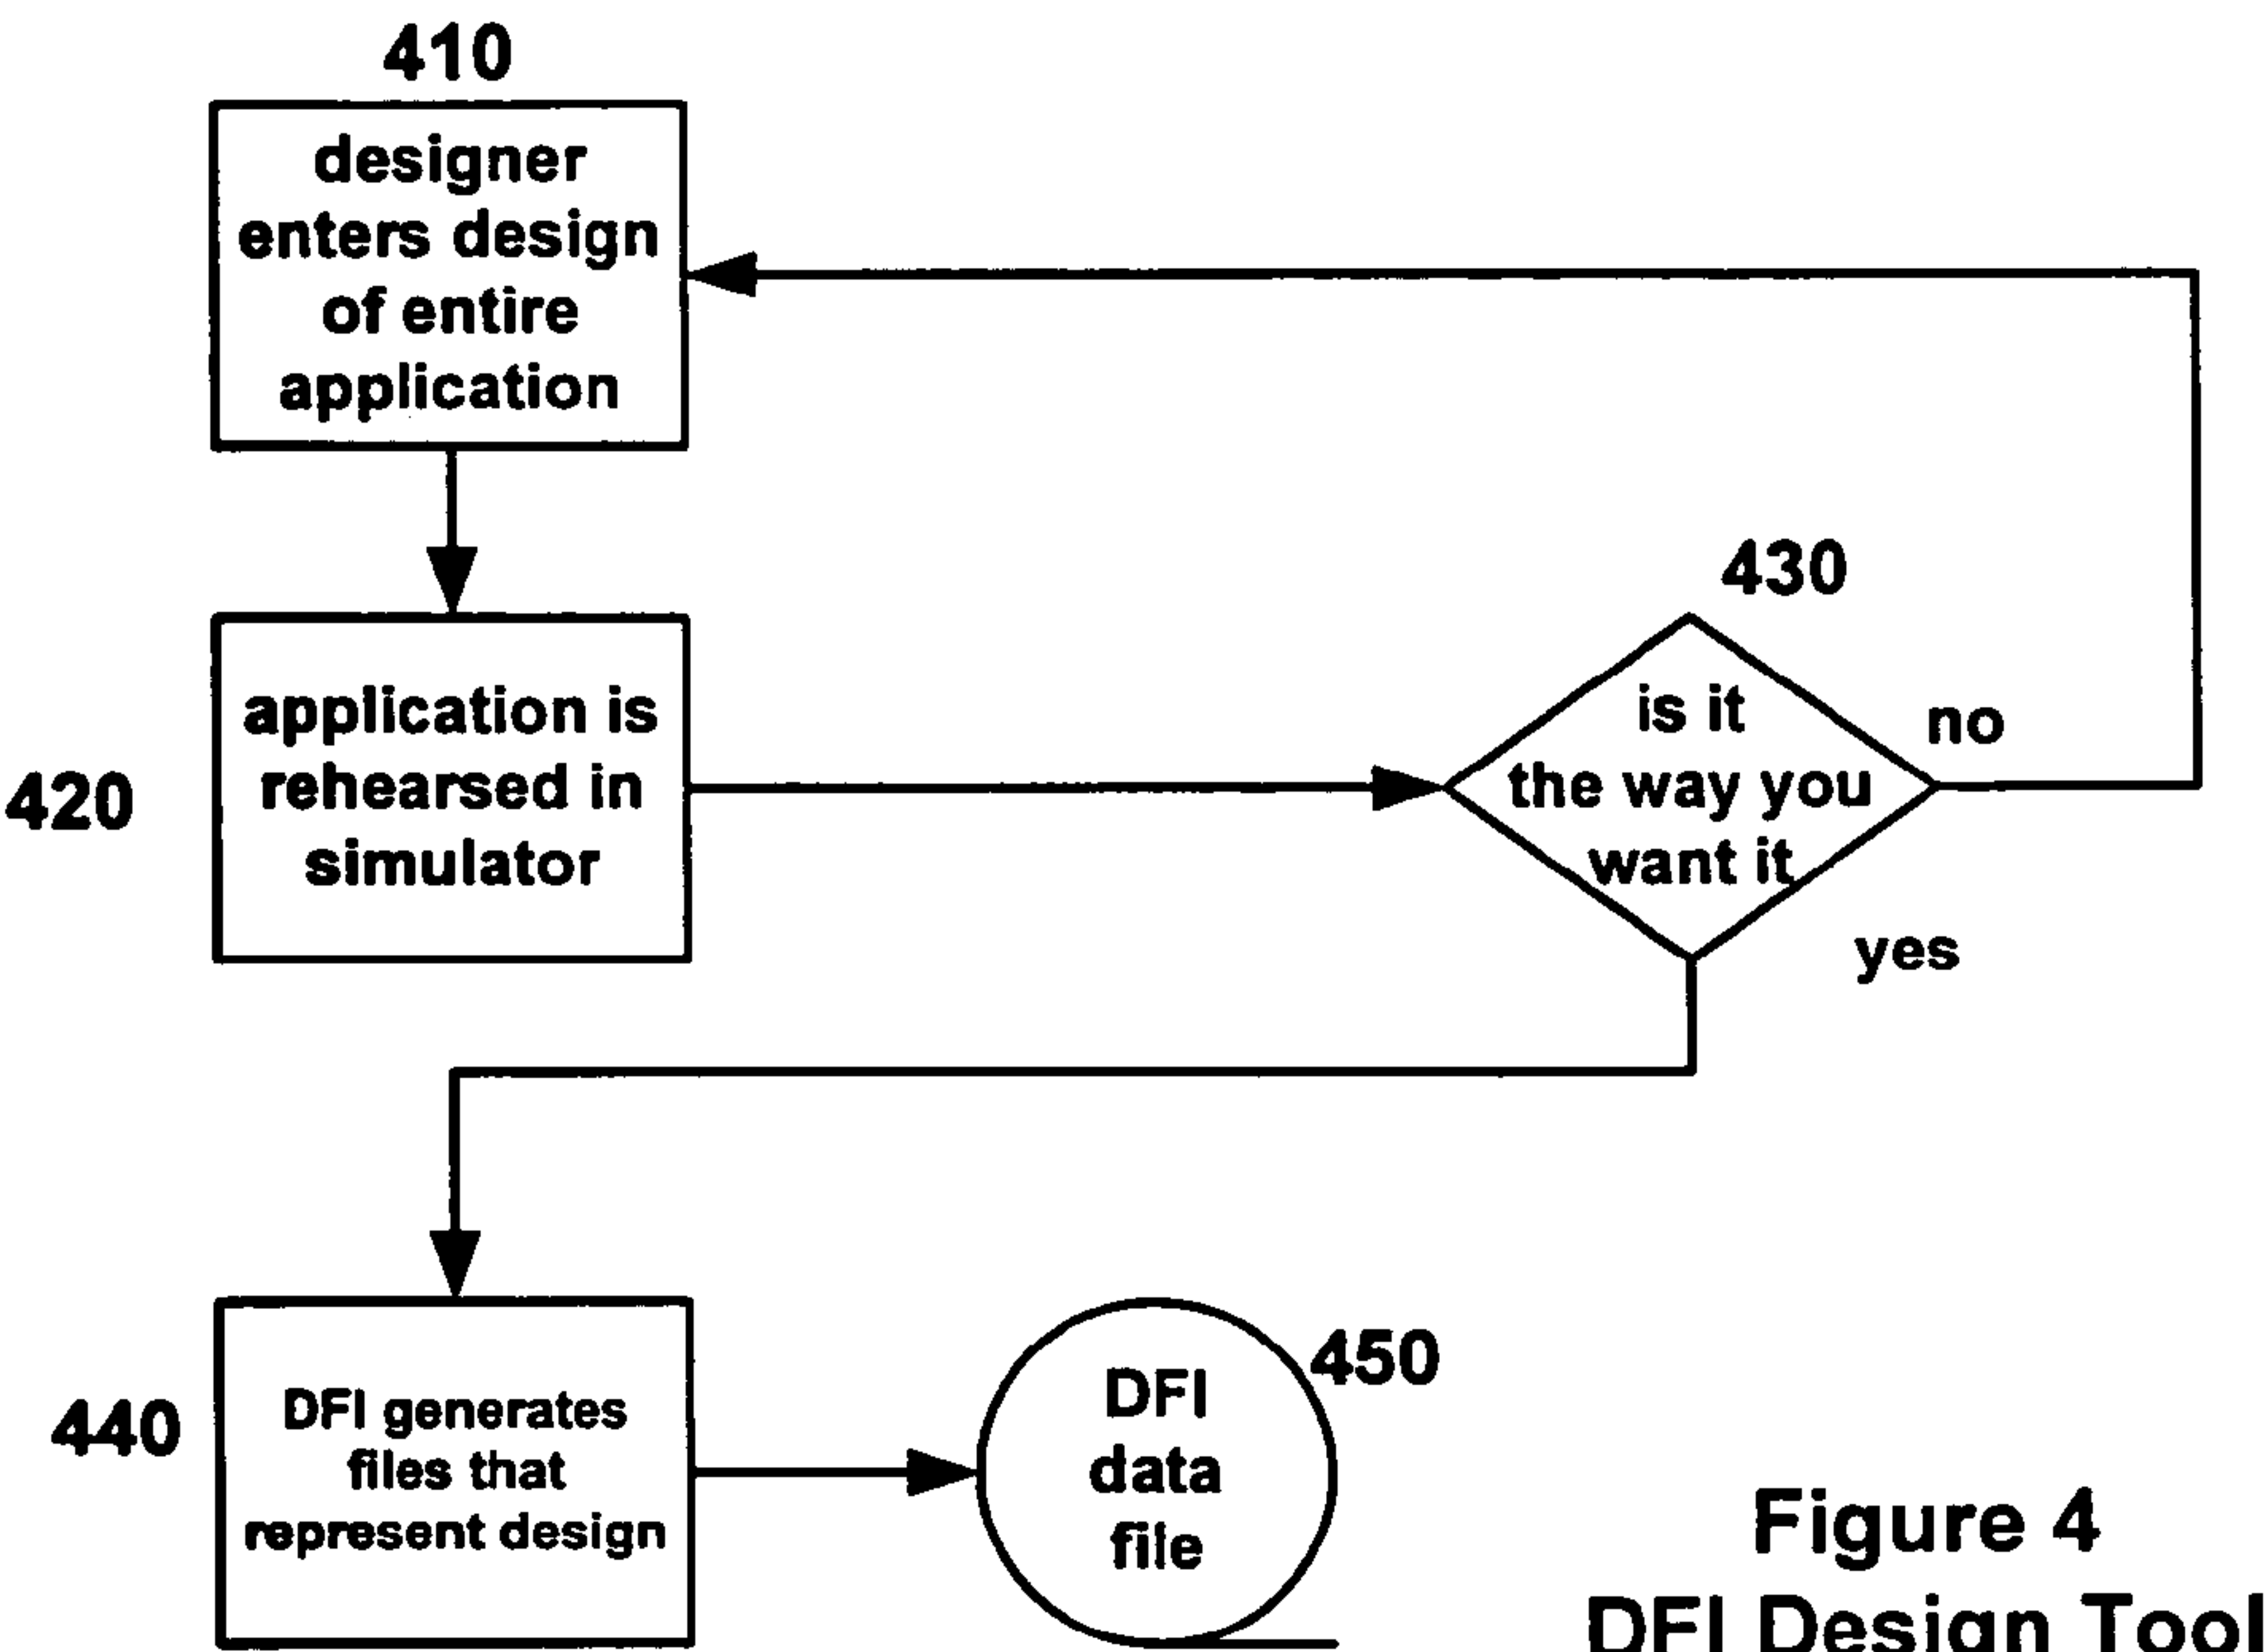 410
designer
enters design
of entire
application
420
application is
rehearsed in
simulator
430
is it
the way you
want it
no
yes
440
DFI generates
files that
represent design
450
DFI
data
file
Figure 4
DFI Design Tool